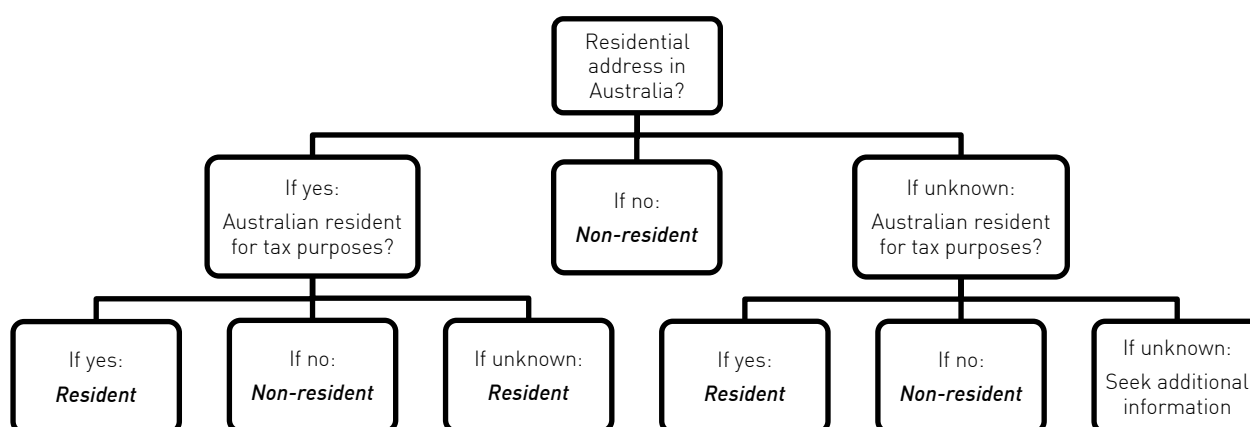 Residential
address in
Australia?
If yes:
Australian resident
for tax purposes?
If no:
Non-resident
If unknown:
Australian resident
for tax purposes?
If yes:
Resident
If no:
Non-resident
If unknown:
Resident
If yes:
Resident
If no:
Non-resident
If unknown:
Seek additional
information